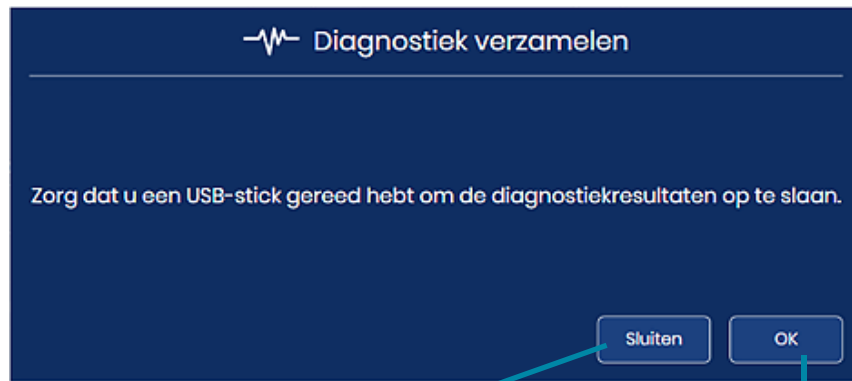 Diagnostiek verzamelen
Zorg dat u een USB-stick gereed hebt om de diagnostiekresultaten op te slaan.
Sluiten OK